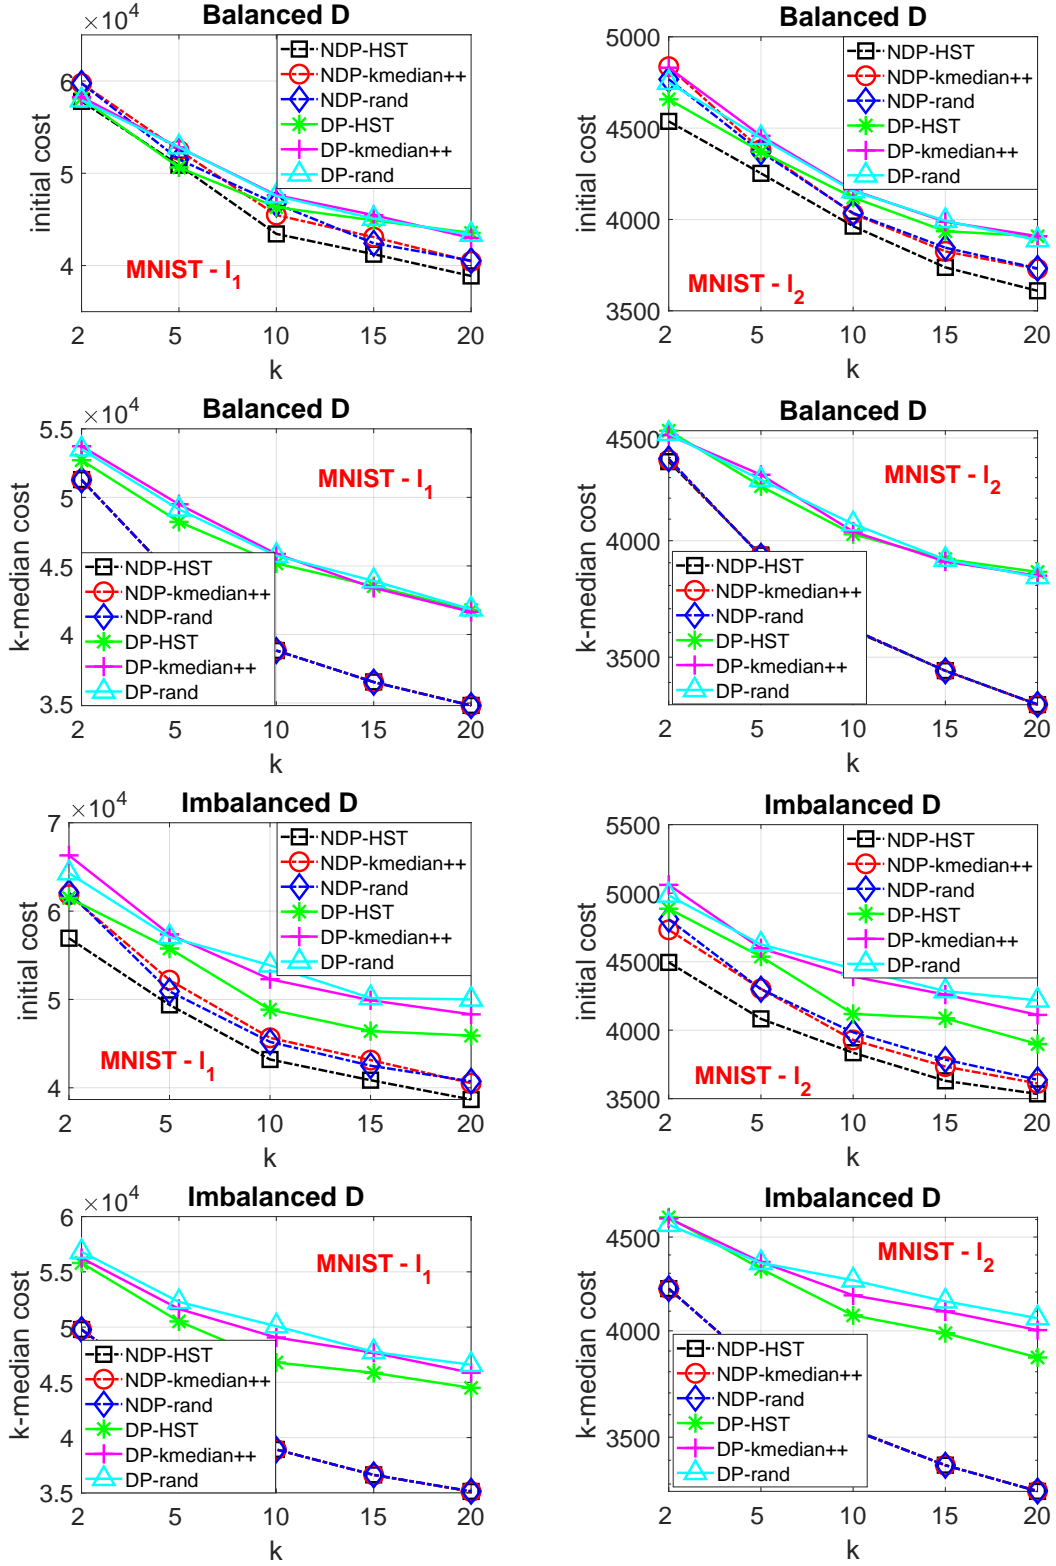 Balanced D
×10^4
initial cost
6
5
4
NDP-HST
NDP-kmedian++
NDP-rand
DP-HST
DP-kmedian++
DP-rand
MNIST - l_1
2 5 10 15 20
k
Balanced D
initial cost
5000
4500
4000
3500
NDP-HST
NDP-kmedian++
NDP-rand
DP-HST
DP-kmedian++
DP-rand
MNIST - l_2
2 5 10 15 20
k
Balanced D
×10^4
k-median cost
5.5
5
4.5
4
3.5
MNIST - l_1
NDP-HST
NDP-kmedian++
NDP-rand
DP-HST
DP-kmedian++
DP-rand
2 5 10 15 20
k
Balanced D
k-median cost
4500
4000
3500
MNIST - l_2
NDP-HST
NDP-kmedian++
NDP-rand
DP-HST
DP-kmedian++
DP-rand
2 5 10 15 20
k
Imbalanced D
×10^4
initial cost
7
6
5
4
NDP-HST
NDP-kmedian++
NDP-rand
DP-HST
DP-kmedian++
DP-rand
MNIST - l_1
2 5 10 15 20
k
Imbalanced D
initial cost
5500
5000
4500
4000
3500
NDP-HST
NDP-kmedian++
NDP-rand
DP-HST
DP-kmedian++
DP-rand
MNIST - l_2
2 5 10 15 20
k
Imbalanced D
×10^4
k-median cost
6
5.5
5
4.5
4
3.5
MNIST - l_1
NDP-HST
NDP-kmedian++
NDP-rand
DP-HST
DP-kmedian++
DP-rand
2 5 10 15 20
k
Imbalanced D
k-median cost
4500
4000
3500
MNIST - l_2
NDP-HST
NDP-kmedian++
NDP-rand
DP-HST
DP-kmedian++
DP-rand
2 5 10 15 20
k